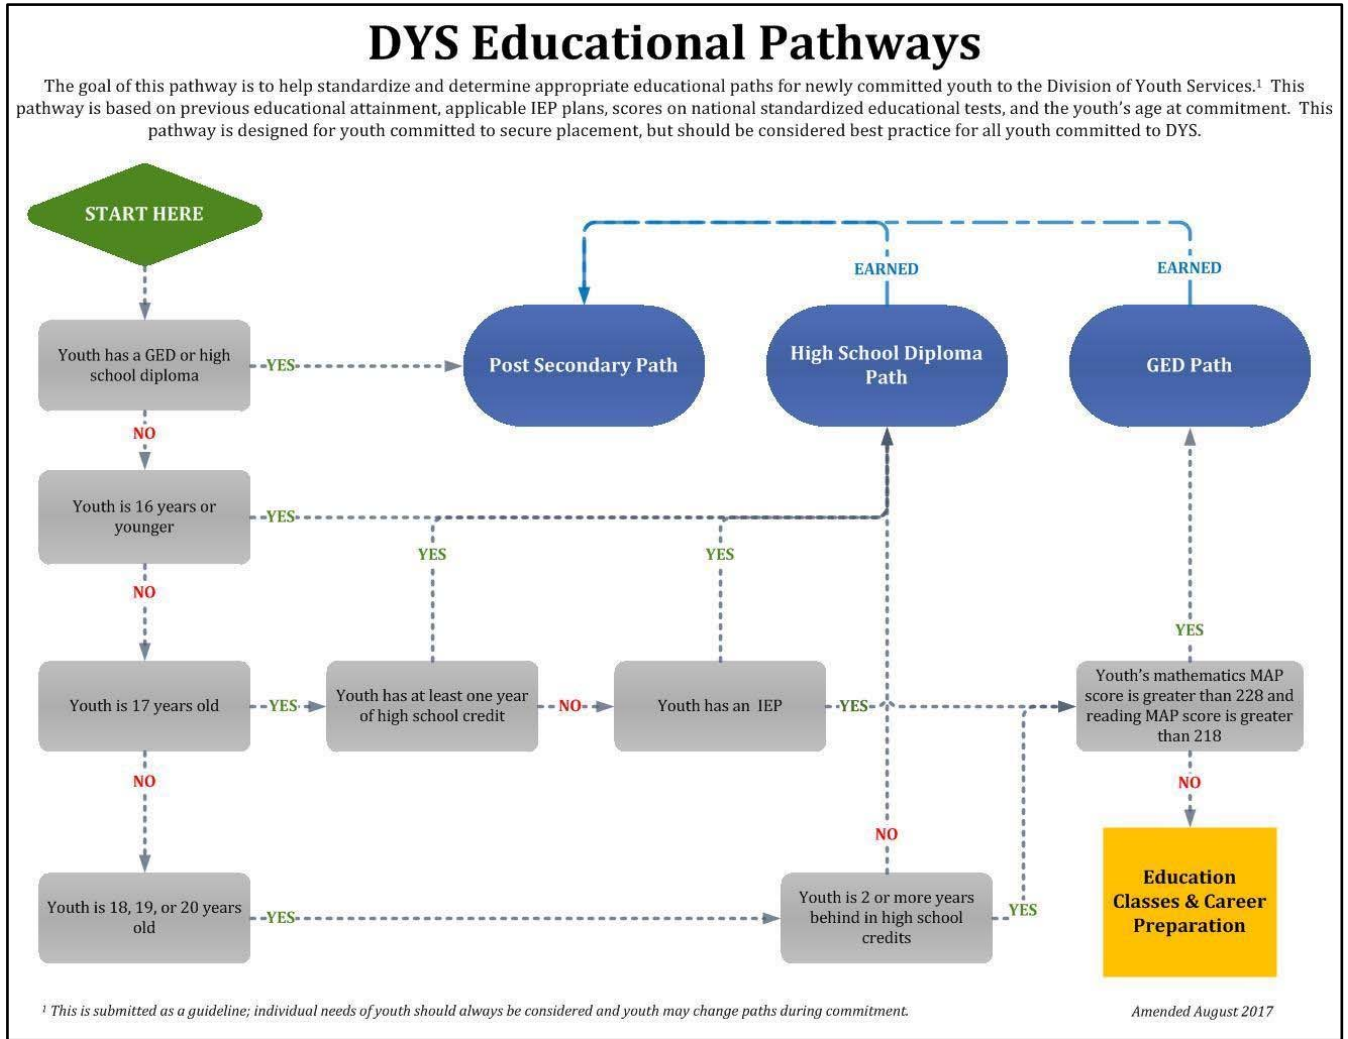 DYS Educational Pathways
The goal of this pathway is to help standardize and determine appropriate educational paths for newly committed youth to the Division of Youth Services.¹ This
pathway is based on previous educational attainment, applicable IEP plans, scores on national standardized educational tests, and the youth's age at commitment. This
pathway is designed for youth committed to secure placement, but should be considered best practice for all youth committed to DYS.
START HERE
EARNED
EARNED
Youth has a GED or high
school diploma
YES
Post Secondary Path
High School Diploma
Path
GED Path
NO
Youth is 16 years or
younger
YES
YES
YES
NO
YES
Youth is 17 years old
YES
Youth has at least one year
of high school credit
NO
Youth has an IEP
YES
Youth's mathematics MAP
score is greater than 228 and
reading MAP score is greater
than 218
NO
NO
NO
Youth is 18, 19, or 20 years
old
YES
Youth is 2 or more years
behind in high school
credits
YES
Education
Classes & Career
Preparation
¹ This is submitted as a guideline; individual needs of youth should always be considered and youth may change paths during commitment.
Amended August 2017